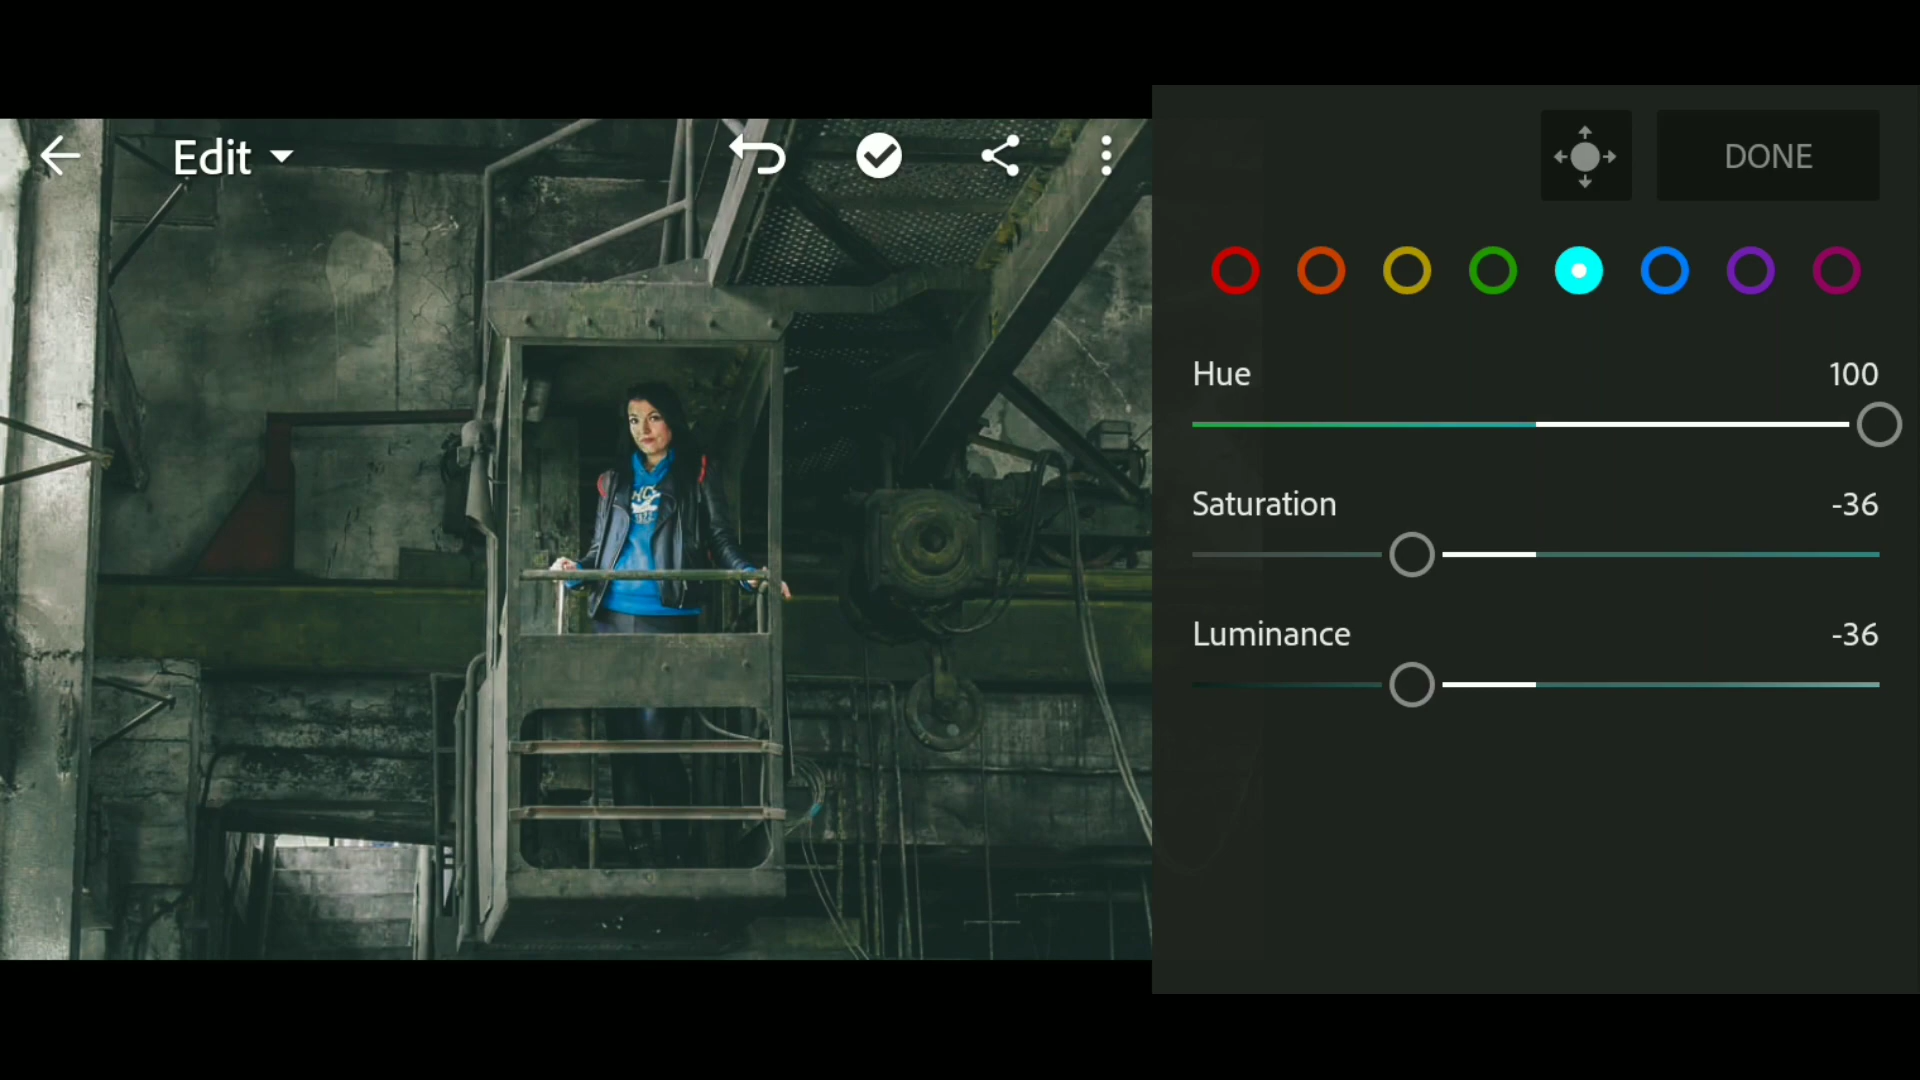 Edit
DONE
Hue 100
Saturation -36
Luminance -36